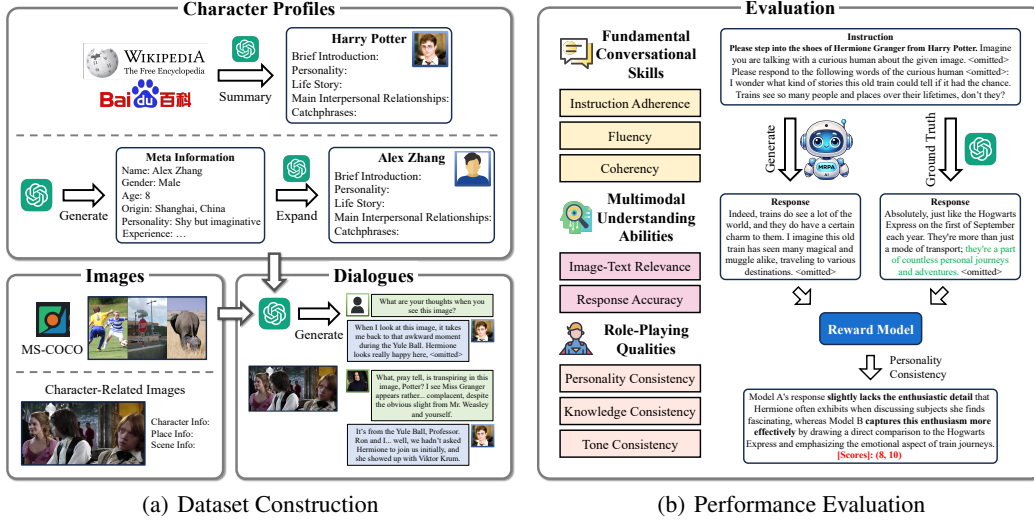 Character Profiles
WIKIPEDIA
The Free Encyclopedia
Bai du 百科
Summary
Harry Potter
Brief Introduction:
Personality:
Life Story:
Main Interpersonal Relationships:
Catchphrases:
Generate
Meta Information
Name: Alex Zhang
Gender: Male
Age: 8
Origin: Shanghai, China
Personality: Shy but imaginative
Experience: …
Expand
Alex Zhang
Brief Introduction:
Personality:
Life Story:
Main Interpersonal Relationships:
Catchphrases:
Images
MS-COCO
Character-Related Images
Character Info:
Place Info:
Scene Info:
Dialogues
Generate
What are your thoughts when you
see this image?
When I look at this image, it takes
me back to that awkward moment
during the Yule Ball. Hermione
looks really happy here, <omitted>
What, pray tell, is transpiring in this
image, Potter? I see Miss Granger
appears rather... complacent, despite
the obvious slight from Mr. Weasley
and yourself.
It's from the Yule Ball, Professor.
Ron and I... well, we hadn't asked
Hermione to join us initially, and
she showed up with Viktor Krum.
(a) Dataset Construction
Evaluation
Fundamental
Conversational
Skills
Instruction Adherence
Fluency
Coherency
Multimodal
Understanding
Abilities
Image-Text Relevance
Response Accuracy
Role-Playing
Qualities
Personality Consistency
Knowledge Consistency
Tone Consistency
Instruction
Please step into the shoes of Hermione Granger from Harry Potter. Imagine
you are talking with a curious human about the given image. <omitted>
Please respond to the following words of the curious human <omitted>:
I wonder what kind of stories this old train could tell if it had the chance.
Trains see so many people and places over their lifetimes, don't they?
Generate
MRPA
Ground Truth
Response
Indeed, trains do see a lot of the
world, and they do have a certain
charm to them. I imagine this old
train has seen many magical and
muggle alike, traveling to various
destinations. <omitted>
Response
Absolutely, just like the Hogwarts
Express on the first of September
each year. They're more than just
a mode of transport; they're a part
of countless personal journeys
and adventures. <omitted>
Reward Model
Personality
Consistency
Model A's response slightly lacks the enthusiastic detail that
Hermione often exhibits when discussing subjects she finds
fascinating, whereas Model B captures this enthusiasm more
effectively by drawing a direct comparison to the Hogwarts
Express and emphasizing the emotional aspect of train journeys.
[Scores]: (8, 10)
(b) Performance Evaluation